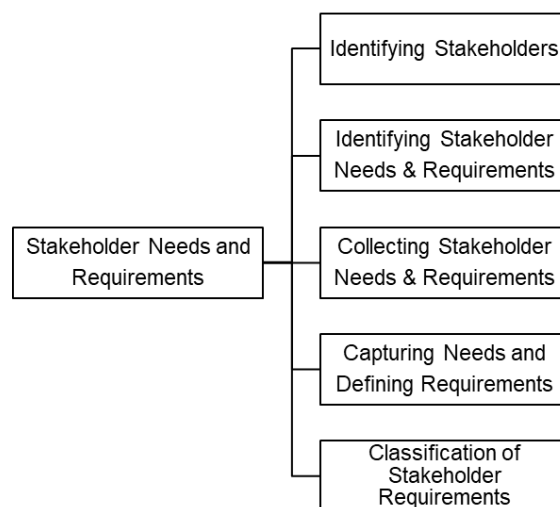 Identifying Stakeholders
Identifying Stakeholder
Needs & Requirements
Stakeholder Needs and
Requirements
Collecting Stakeholder
Needs & Requirements
Capturing Needs and
Defining Requirements
Classification of
Stakeholder
Requirements